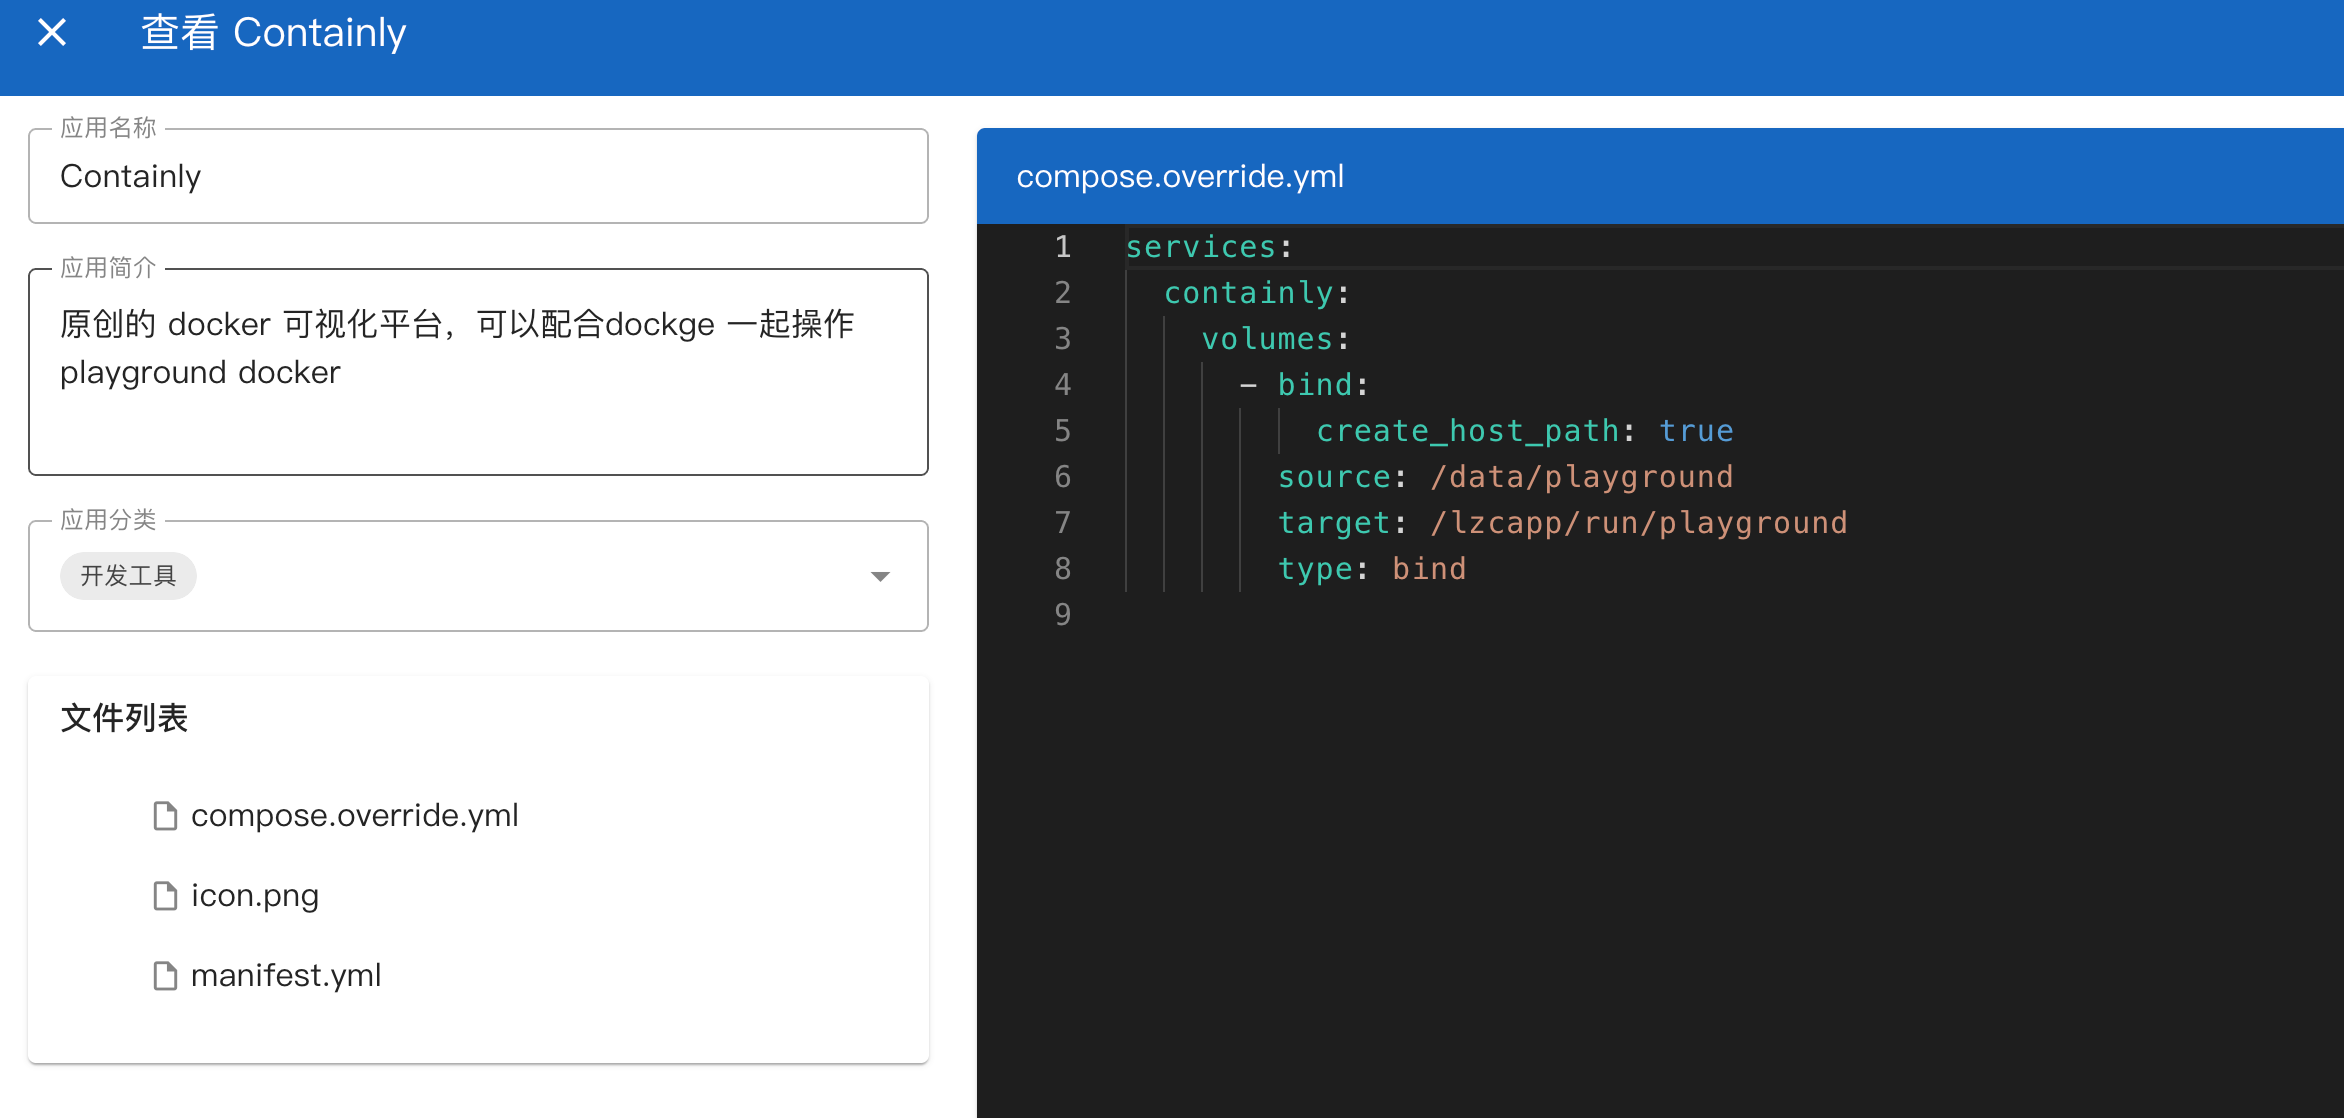 查看 Containly
应用名称
Containly
应用简介
原创的 docker 可视化平台，可以配合dockge 一起操作
playground docker
应用分类
开发工具
文件列表
compose.override.yml
icon.png
manifest.yml
compose.override.yml
1 services:
2   containly:
3     volumes:
4       - bind:
5           create_host_path: true
6         source: /data/playground
7         target: /lzcapp/run/playground
8         type: bind
9